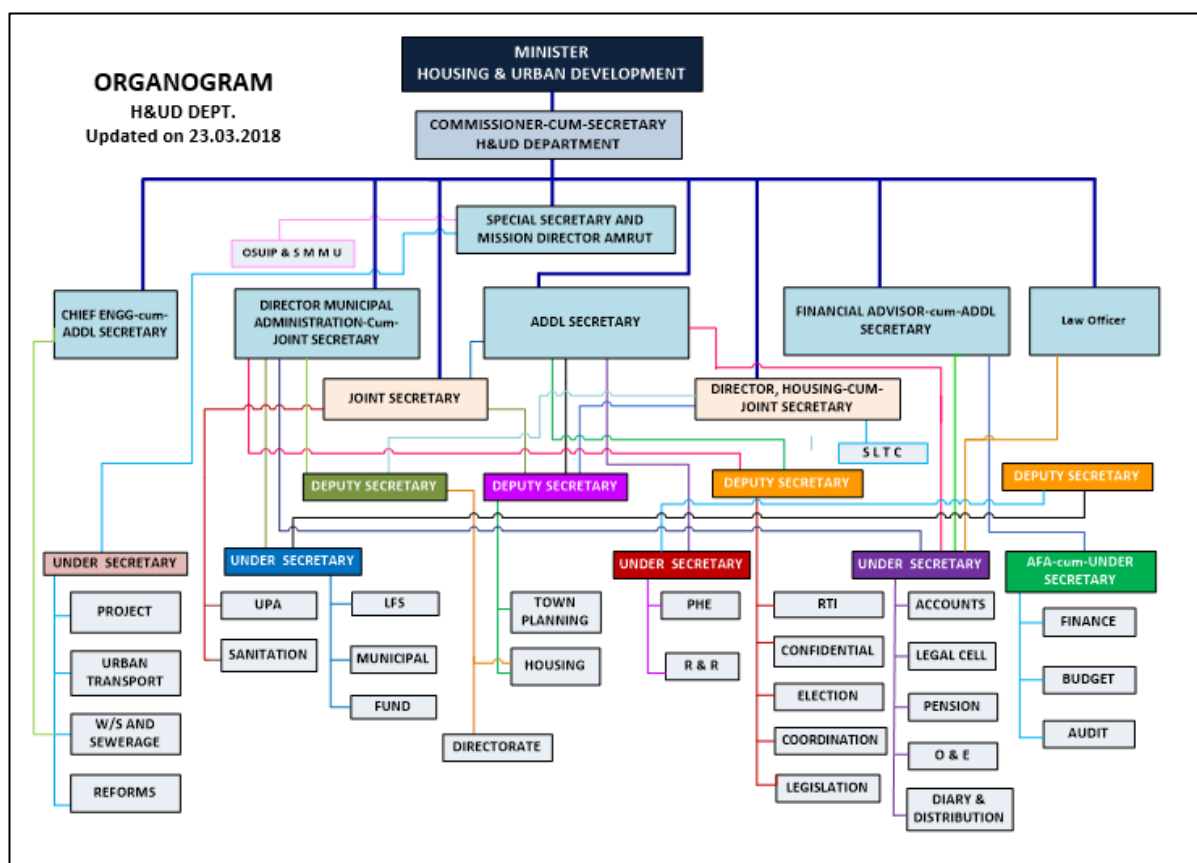 ORGANOGRAM
H&UD DEPT.
Updated on 23.03.2018
MINISTER
HOUSING & URBAN DEVELOPMENT
COMMISSIONER-CUM-SECRETARY
H&UD DEPARTMENT
SPECIAL SECRETARY AND
MISSION DIRECTOR AMRUT
OSUIP & S M M U
CHIEF ENGG-cum-
ADDL SECRETARY
DIRECTOR MUNICIPAL
ADMINISTRATION-Cum-
JOINT SECRETARY
ADDL SECRETARY
FINANCIAL ADVISOR-cum-ADDL
SECRETARY
Law Officer
JOINT SECRETARY
DIRECTOR, HOUSING-CUM-
JOINT SECRETARY
S L T C
DEPUTY SECRETARY
DEPUTY SECRETARY
DEPUTY SECRETARY
DEPUTY SECRETARY
UNDER SECRETARY
UNDER SECRETARY
UNDER SECRETARY
UNDER SECRETARY
AFA-cum-UNDER
SECRETARY
PROJECT
URBAN
TRANSPORT
W/S AND
SEWERAGE
REFORMS
UPA
SANITATION
LFS
MUNICIPAL
FUND
TOWN
PLANNING
HOUSING
DIRECTORATE
PHE
R & R
RTI
CONFIDENTIAL
ELECTION
COORDINATION
LEGISLATION
ACCOUNTS
LEGAL CELL
PENSION
O & E
DIARY &
DISTRIBUTION
FINANCE
BUDGET
AUDIT